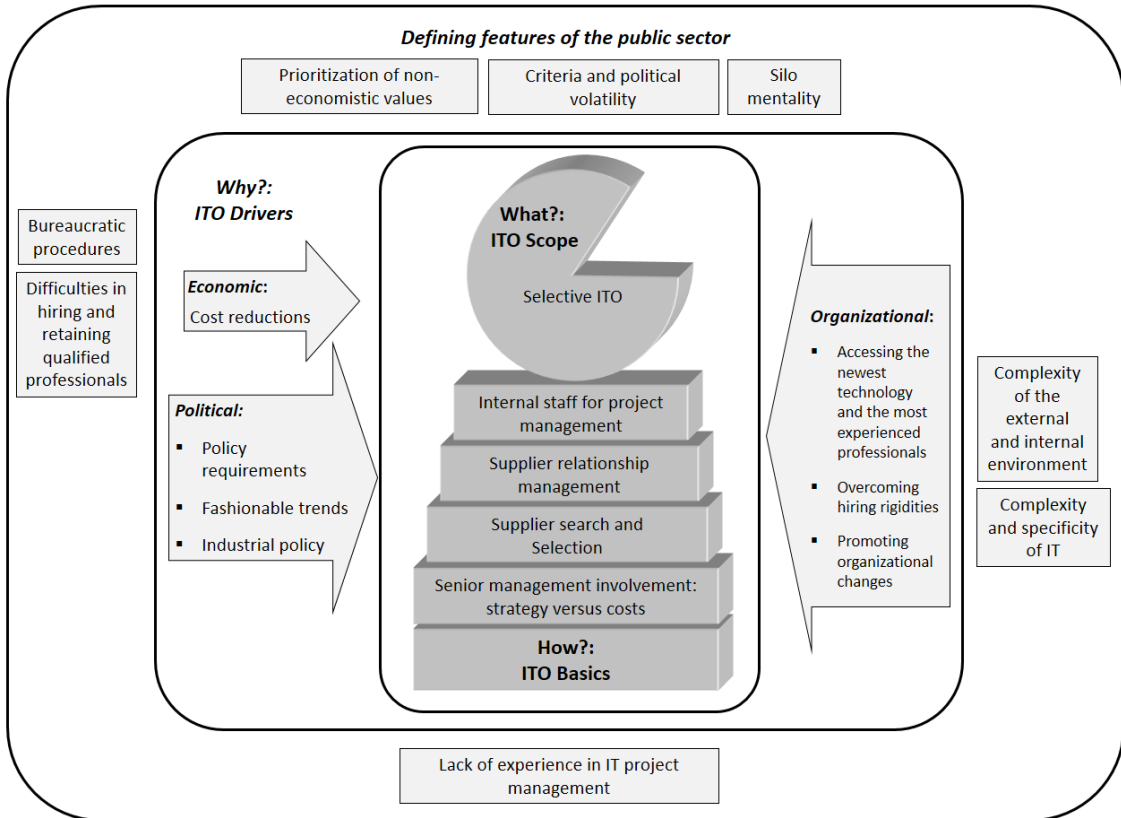 Defining features of the public sector
Prioritization of non-
economistic values
Criteria and political
volatility
Silo
mentality
Bureaucratic
procedures
Difficulties in
hiring and
retaining
qualified
professionals
Why?:
ITO Drivers
Economic:
Cost reductions
Political:
▪ Policy
requirements
▪ Fashionable trends
▪ Industrial policy
What?:
ITO Scope
Selective ITO
Internal staff for project
management
Supplier relationship
management
Supplier search and
Selection
Senior management involvement:
strategy versus costs
How?:
ITO Basics
Organizational:
▪ Accessing the
newest
technology
and the most
experienced
professionals
▪ Overcoming
hiring rigidities
▪ Promoting
organizational
changes
Complexity
of the
external
and internal
environment
Complexity
and specificity
of IT
Lack of experience in IT project
management